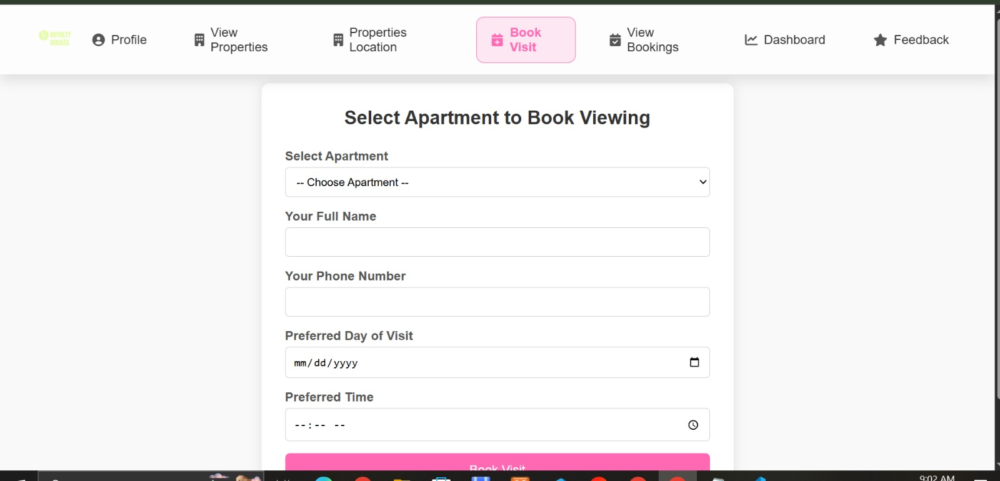 ROYALTY
HOUSES
Profile
View
Properties
Properties
Location
Book
Visit
View
Bookings
Dashboard
Feedback
Select Apartment to Book Viewing
Select Apartment
-- Choose Apartment --
Your Full Name
Your Phone Number
Preferred Day of Visit
mm/dd/yyyy
Preferred Time
--:-- --
Book Visit
9:02 AM